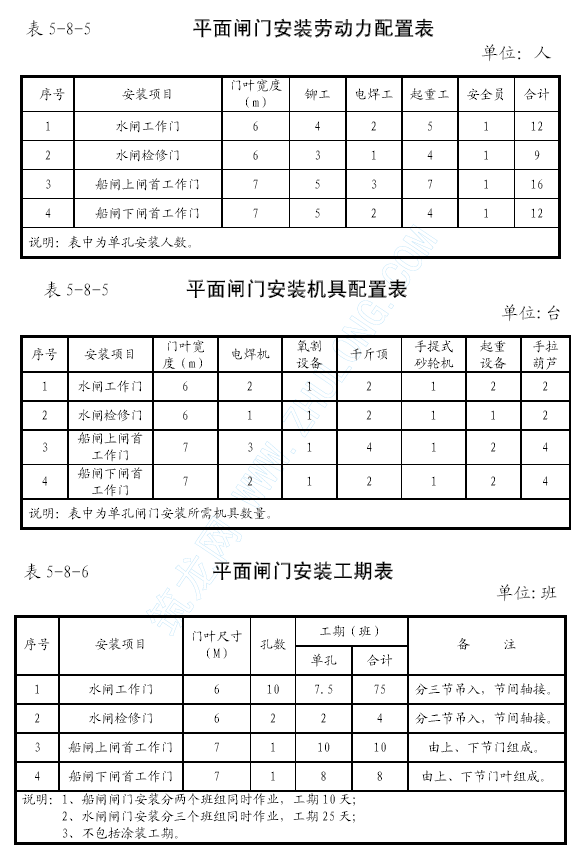 表 5-8-5 平面闸门安装劳动力配置表
单位: 人
序号 安装项目 门叶宽度（m） 铆工 电焊工 起重工 安全员 合计
1 水闸工作门 6 4 2 5 1 12
2 水闸检修门 6 3 1 4 1 9
3 船闸上闸首工作门 7 5 3 7 1 16
4 船闸下闸首工作门 7 5 2 4 1 12
说明: 表中为单孔安装人数。
表 5-8-5 平面闸门安装机具配置表
单位: 台
序号 安装项目 门叶宽度（m） 电焊机 氧割设备 千斤顶 手提式砂轮机 起重设备 手拉葫芦
1 水闸工作门 6 2 1 2 1 2 2
2 水闸检修门 6 1 1 2 1 1 2
3 船闸上闸首工作门 7 3 1 4 1 2 4
4 船闸下闸首工作门 7 2 1 2 1 2 4
说明: 表中为单孔闸门安装所需机具数量。
表 5-8-6 平面闸门安装工期表
单位: 班
序号 安装项目 门叶尺寸（M） 孔数 工期（班） 备 注
单孔 合计
1 水闸工作门 6 10 7.5 75 分三节吊入，节间轴接。
2 水闸检修门 6 2 2 4 分二节吊入，节间轴接。
3 船闸上闸首工作门 7 1 10 10 由上、下节门组成。
4 船闸下闸首工作门 7 1 8 8 由上、下节门叶组成。
说明: 1、船闸闸门安装分两个班组同时作业，工期10天;
2、水闸闸门安装分三个班组同时作业，工期25天;
3、不包括涂装工期。
筑龙网 WWW.ZHULONG.COM